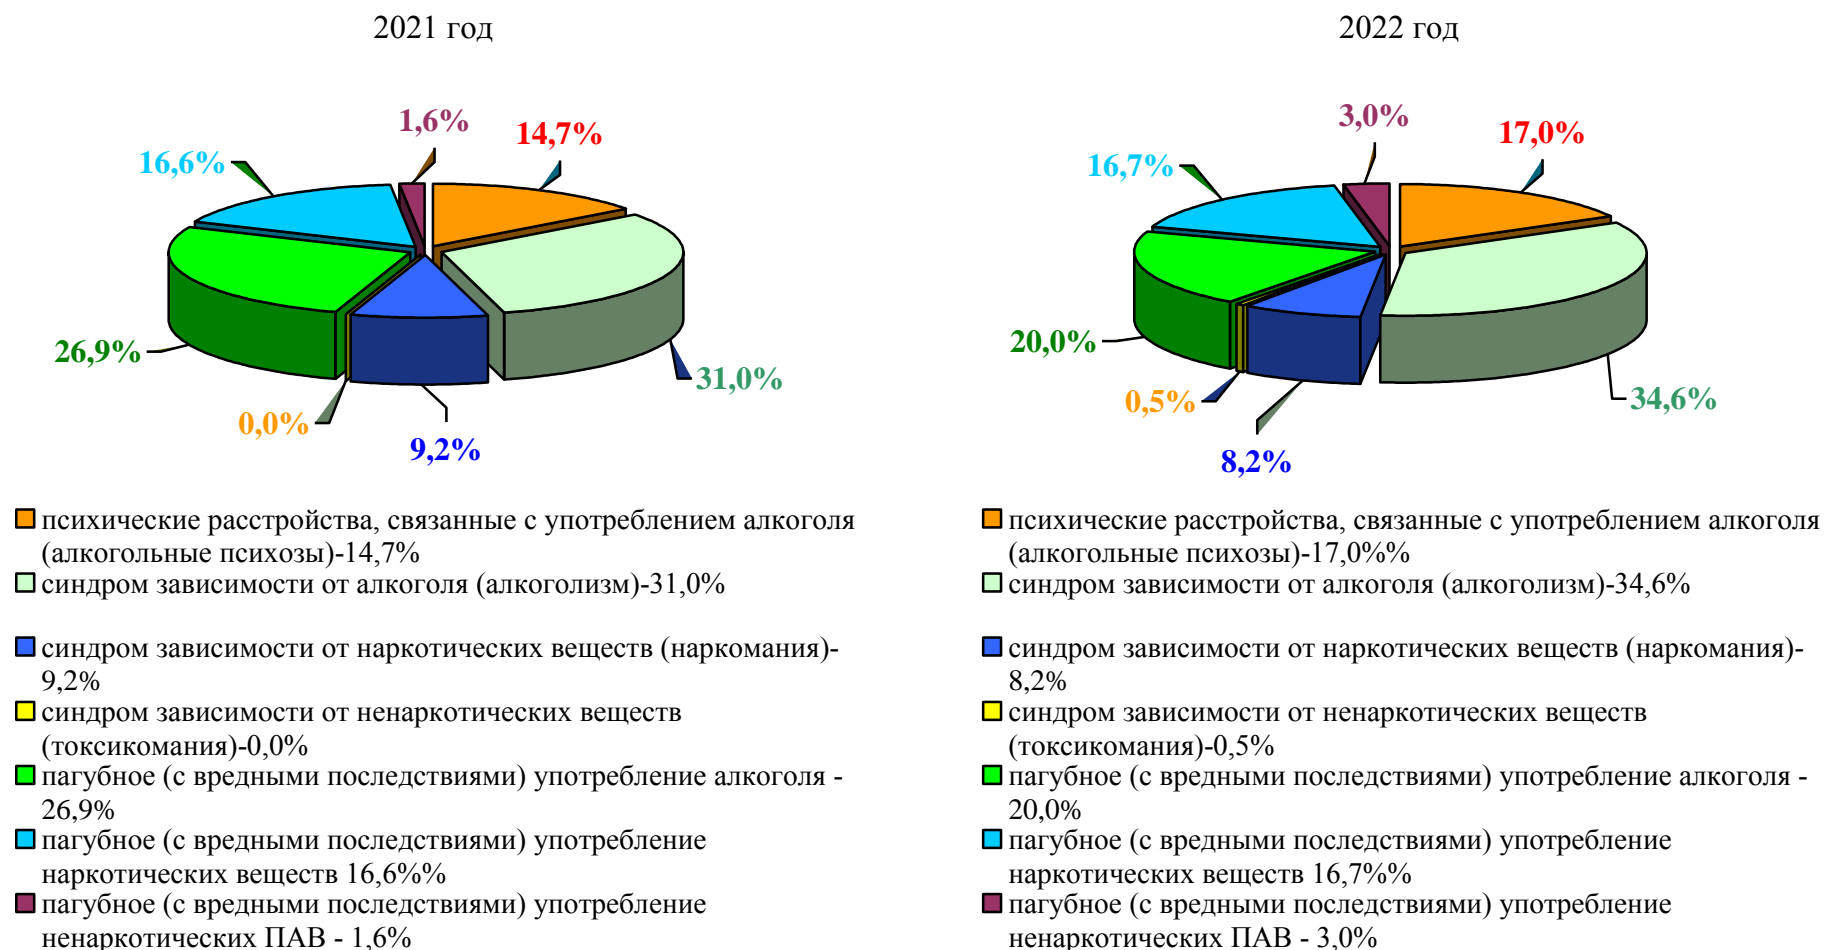 2021 год
1,6%
14,7%
16,6%
26,9%
31,0%
0,0%
9,2%
психические расстройства, связанные с употреблением алкоголя
(алкогольные психозы)-14,7%
синдром зависимости от алкоголя (алкоголизм)-31,0%
синдром зависимости от наркотических веществ (наркомания)-
9,2%
синдром зависимости от ненаркотических веществ
(токсикомания)-0,0%
пагубное (с вредными последствиями) употребление алкоголя -
26,9%
пагубное (с вредными последствиями) употребление
наркотических веществ 16,6%%
пагубное (с вредными последствиями) употребление
ненаркотических ПАВ - 1,6%
2022 год
3,0%
17,0%
16,7%
20,0%
0,5%
34,6%
8,2%
психические расстройства, связанные с употреблением алкоголя
(алкогольные психозы)-17,0%%
синдром зависимости от алкоголя (алкоголизм)-34,6%
синдром зависимости от наркотических веществ (наркомания)-
8,2%
синдром зависимости от ненаркотических веществ
(токсикомания)-0,5%
пагубное (с вредными последствиями) употребление алкоголя -
20,0%
пагубное (с вредными последствиями) употребление
наркотических веществ 16,7%%
пагубное (с вредными последствиями) употребление
ненаркотических ПАВ - 3,0%